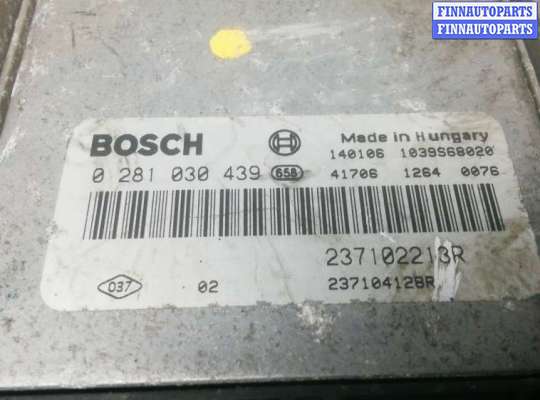 FINNAUTOPARTS
FINNAUTOPARTS
BOSCH
Made in Hungary
140106 1039S68020
0 281 030 439 658
41706 1264 0076
237102213R
037 02
237104128R